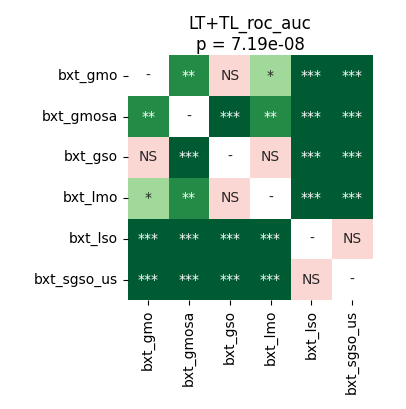 LT+TL_roc_auc
p = 7.19e-08
bxt_gmo - ** NS * *** ***
bxt_gmosa ** - *** ** *** ***
bxt_gso NS *** - NS *** ***
bxt_lmo * ** NS - *** ***
bxt_lso *** *** *** *** - NS
bxt_sgso_us *** *** *** *** NS -
bxt_gmo
bxt_gmosa
bxt_gso
bxt_lmo
bxt_lso
bxt_sgso_us